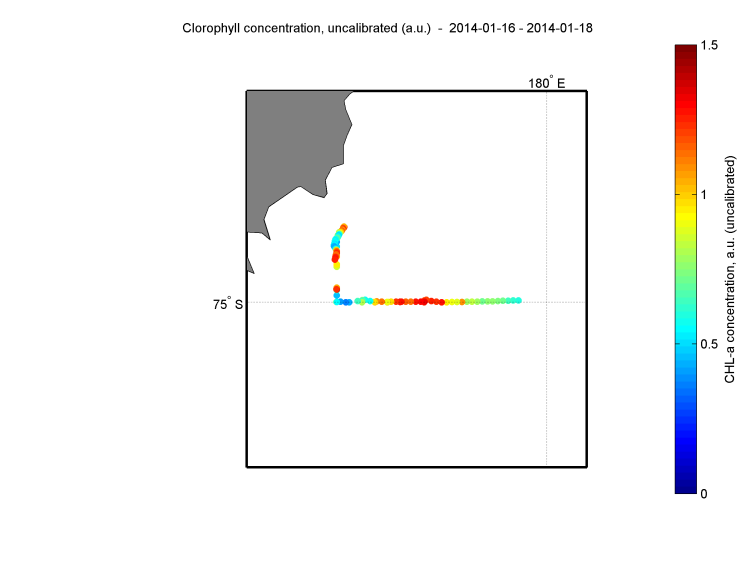 Clorophyll concentration, uncalibrated (a.u.)  -  2014-01-16 - 2014-01-18
180° E
75° S
1.5
1
0.5
0
CHL-a concentration, a.u. (uncalibrated)